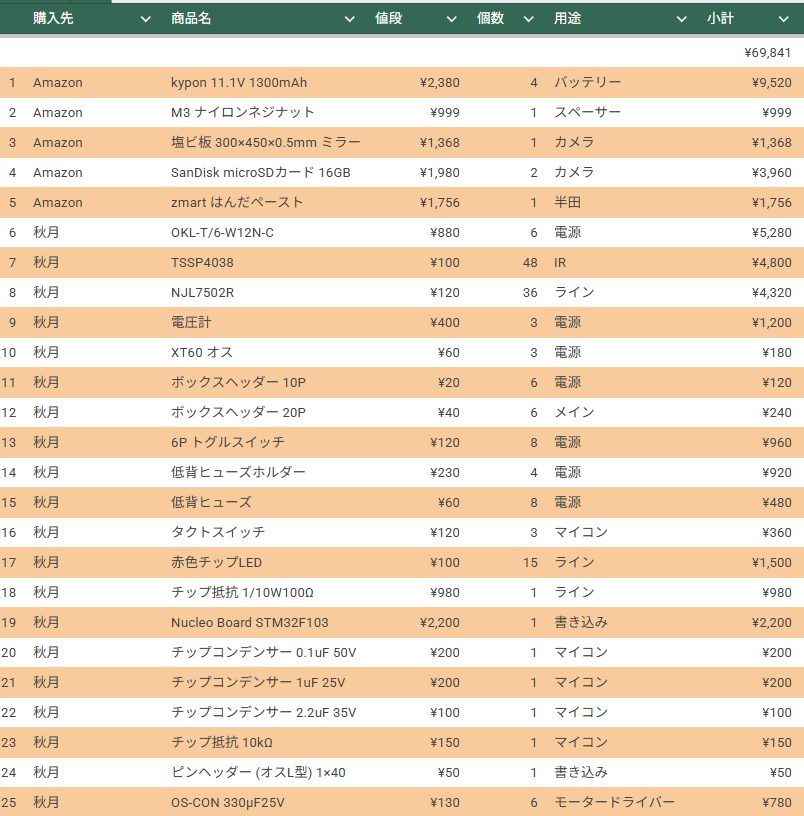 購入先 商品名 値段 個数 用途 小計
¥69,841
1 Amazon kypon 11.1V 1300mAh ¥2,380 4 バッテリー ¥9,520
2 Amazon M3 ナイロンネジナット ¥999 1 スペーサー ¥999
3 Amazon 塩ビ板 300×450×0.5mm ミラー ¥1,368 1 カメラ ¥1,368
4 Amazon SanDisk microSDカード 16GB ¥1,980 2 カメラ ¥3,960
5 Amazon zmart はんだペースト ¥1,756 1 半田 ¥1,756
6 秋月 OKL-T/6-W12N-C ¥880 6 電源 ¥5,280
7 秋月 TSSP4038 ¥100 48 IR ¥4,800
8 秋月 NJL7502R ¥120 36 ライン ¥4,320
9 秋月 電圧計 ¥400 3 電源 ¥1,200
10 秋月 XT60 オス ¥60 3 電源 ¥180
11 秋月 ボックスヘッダー 10P ¥20 6 電源 ¥120
12 秋月 ボックスヘッダー 20P ¥40 6 メイン ¥240
13 秋月 6P トグルスイッチ ¥120 8 電源 ¥960
14 秋月 低背ヒューズホルダー ¥230 4 電源 ¥920
15 秋月 低背ヒューズ ¥60 8 電源 ¥480
16 秋月 タクトスイッチ ¥120 3 マイコン ¥360
17 秋月 赤色チップLED ¥100 15 ライン ¥1,500
18 秋月 チップ抵抗 1/10W100Ω ¥980 1 ライン ¥980
19 秋月 Nucleo Board STM32F103 ¥2,200 1 書き込み ¥2,200
20 秋月 チップコンデンサー 0.1uF 50V ¥200 1 マイコン ¥200
21 秋月 チップコンデンサー 1uF 25V ¥200 1 マイコン ¥200
22 秋月 チップコンデンサー 2.2uF 35V ¥100 1 マイコン ¥100
23 秋月 チップ抵抗 10kΩ ¥150 1 マイコン ¥150
24 秋月 ピンヘッダー (オスL型) 1×40 ¥50 1 書き込み ¥50
25 秋月 OS-CON 330μF25V ¥130 6 モータードライバー ¥780